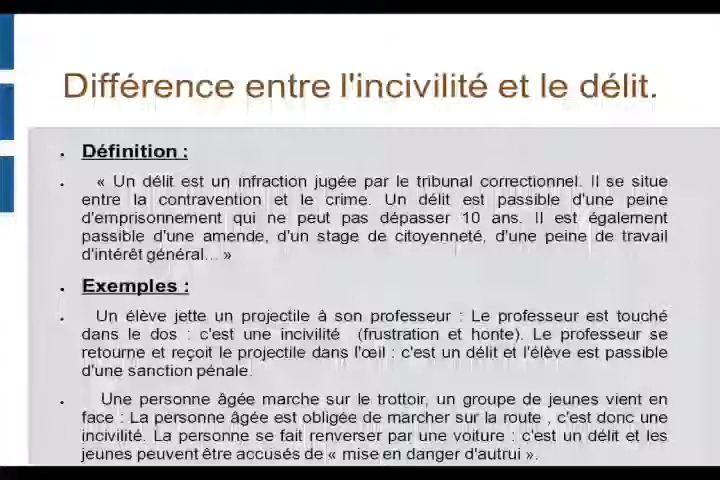 Différence entre l'incivilité et le délit.
• Définition :
• « Un délit est un infraction jugée par le tribunal correctionnel. Il se situe
entre la contravention et le crime. Un délit est passible d'une peine
d'emprisonnement qui ne peut pas dépasser 10 ans. Il est également
passible d'une amende, d'un stage de citoyenneté, d'une peine de travail
d'intérêt général... »
• Exemples :
• Un élève jette un projectile à son professeur : Le professeur est touché
dans le dos : c'est une incivilité (frustration et honte). Le professeur se
retourne et reçoit le projectile dans l'œil : c'est un délit et l'élève est passible
d'une sanction pénale.
• Une personne âgée marche sur le trottoir, un groupe de jeunes vient en
face : La personne âgée est obligée de marcher sur la route , c'est donc une
incivilité. La personne se fait renverser par une voiture : c'est un délit et les
jeunes peuvent être accusés de « mise en danger d'autrui ».